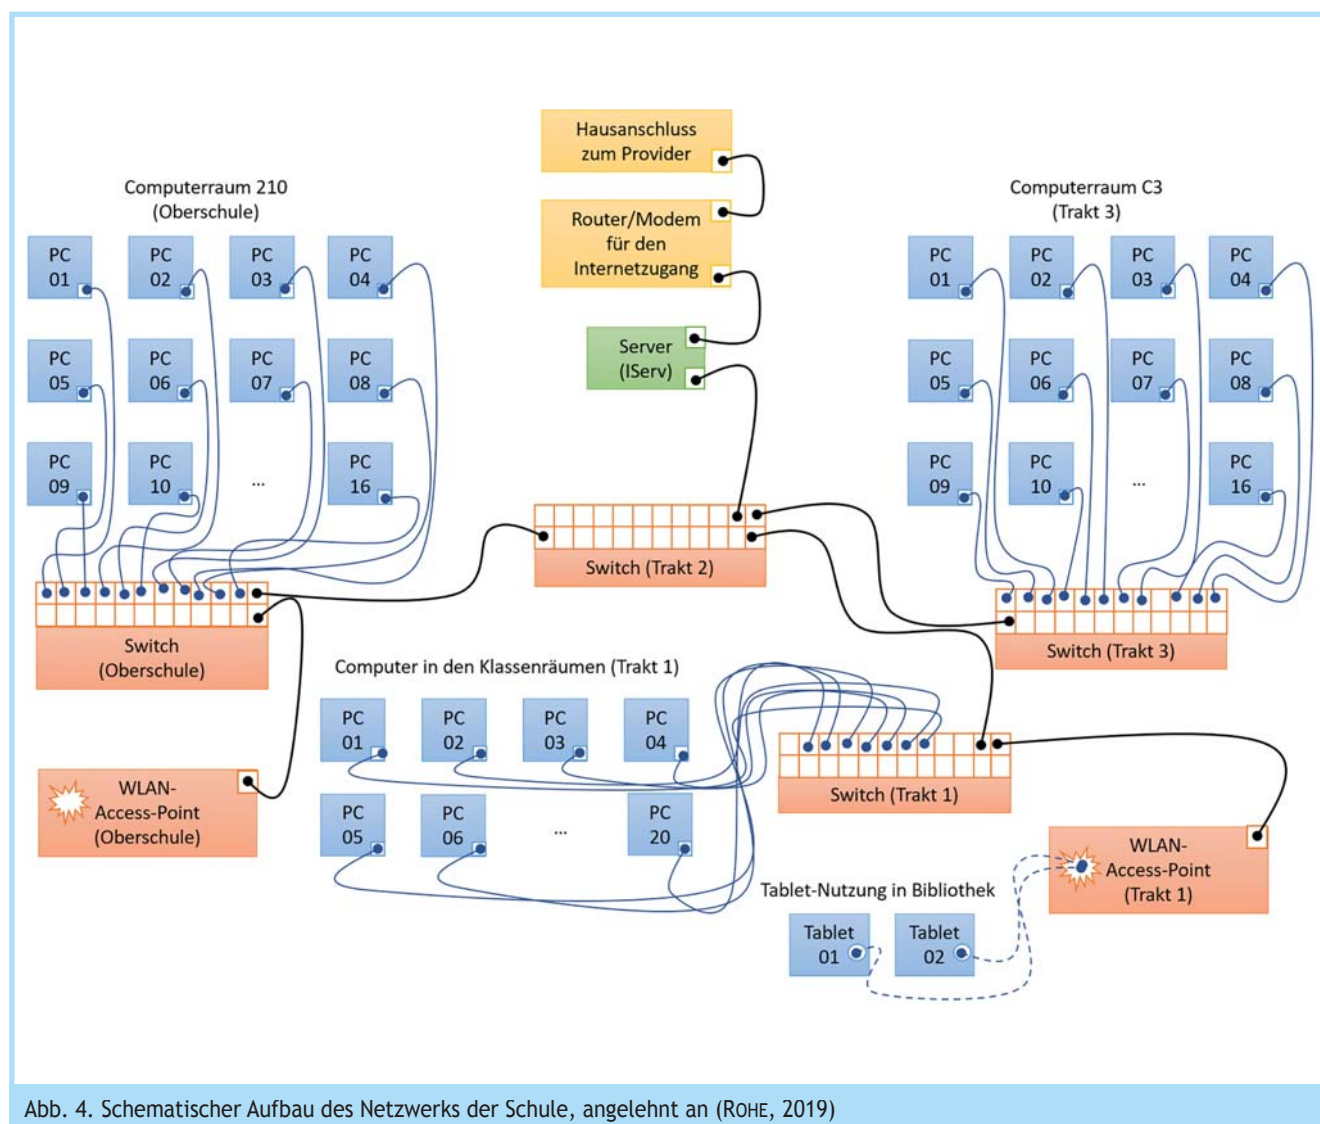 Hausanschluss
zum Provider
Router/Modem
für den
Internetzugang
Server
(IServ)
Computerraum 210
(Oberschule)
PC
01
PC
02
PC
03
PC
04
PC
05
PC
06
PC
07
PC
08
PC
09
PC
10
...
PC
16
Computerraum C3
(Trakt 3)
PC
01
PC
02
PC
03
PC
04
PC
05
PC
06
PC
07
PC
08
PC
09
PC
10
...
PC
16
Switch (Trakt 2)
Switch
(Oberschule)
Switch (Trakt 3)
Computer in den Klassenräumen (Trakt 1)
PC
01
PC
02
PC
03
PC
04
PC
05
PC
06
...
PC
20
Switch (Trakt 1)
WLAN-
Access-Point
(Oberschule)
WLAN-
Access-Point
(Trakt 1)
Tablet-Nutzung in Bibliothek
Tablet
01
Tablet
02
Abb. 4. Schematischer Aufbau des Netzwerks der Schule, angelehnt an (ROHE, 2019)